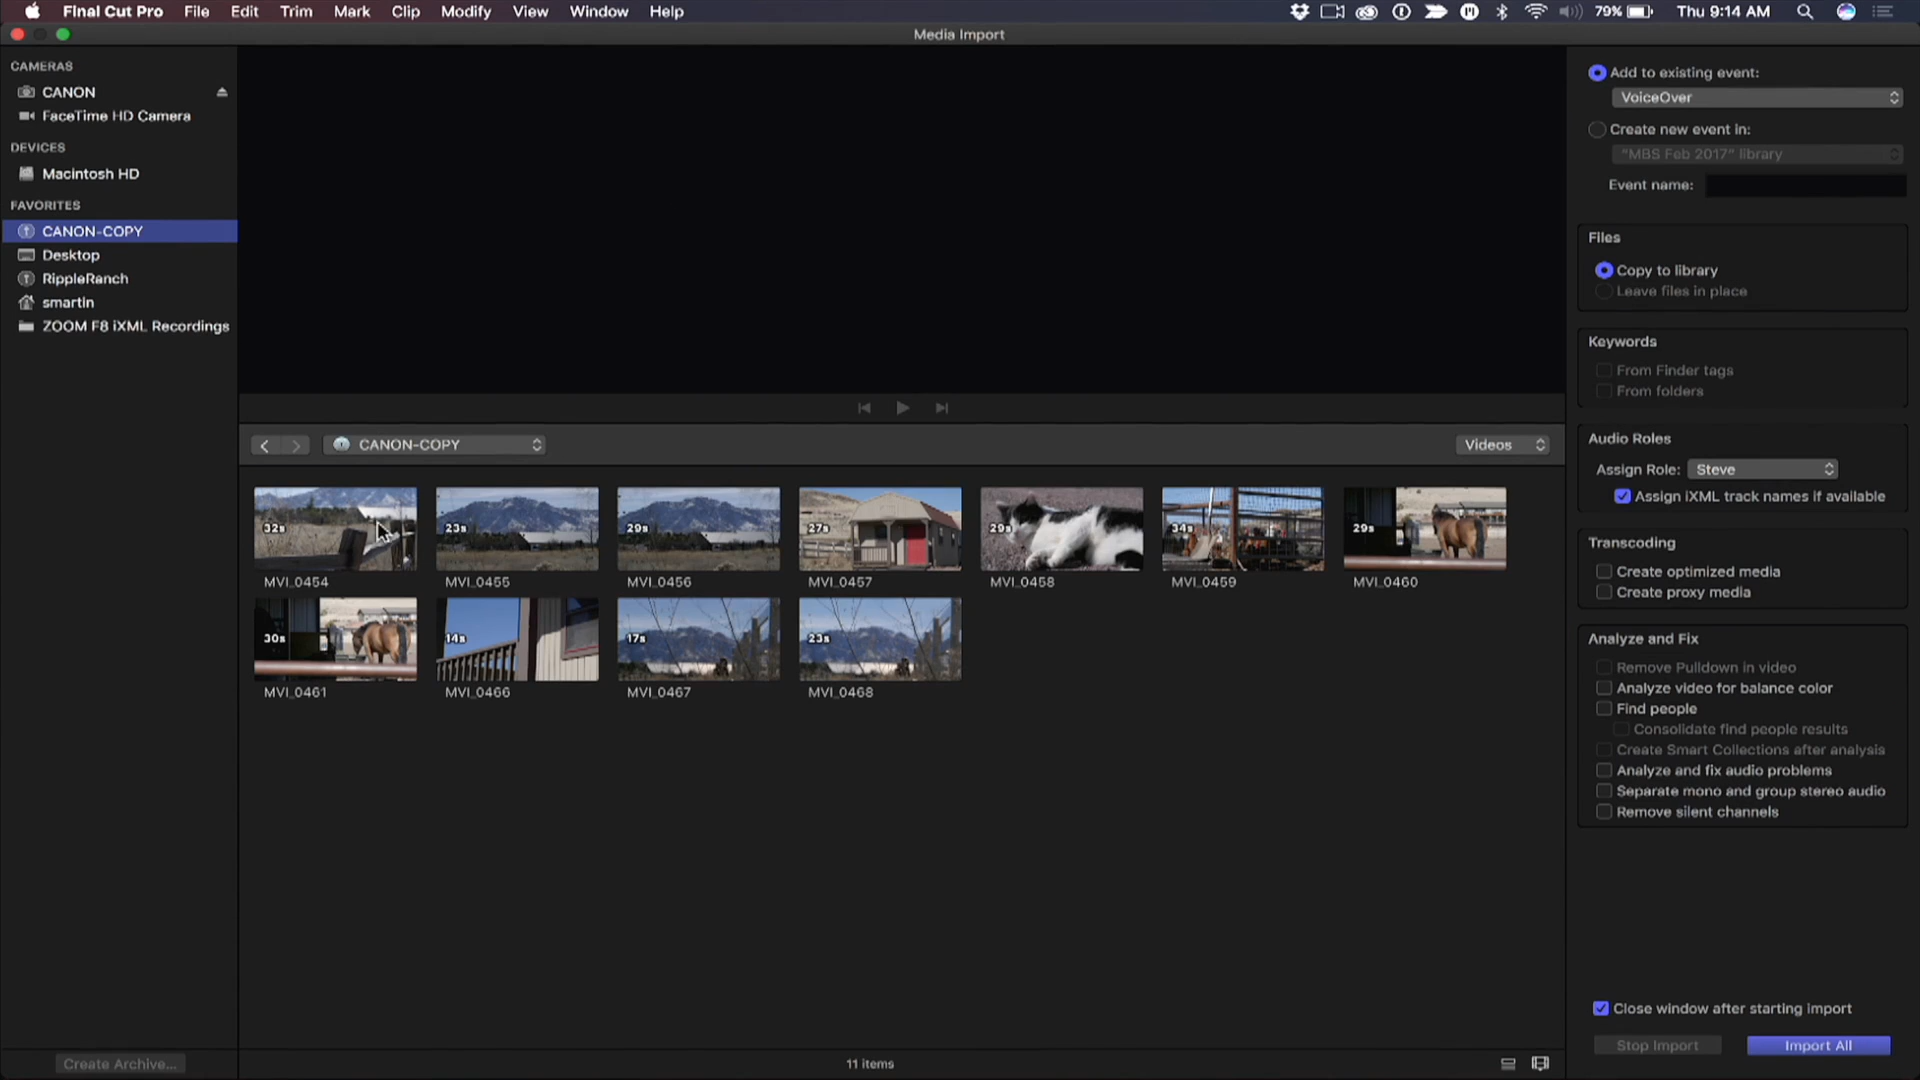 Final Cut Pro File Edit Trim Mark Clip Modify View Window Help 79% Thu 9:14 AM
Media Import
CAMERAS
CANON
FaceTime HD Camera
DEVICES
Macintosh HD
FAVORITES
CANON-COPY
Desktop
RippleRanch
smartin
ZOOM F8 iXML Recordings
CANON-COPY Videos
32s 23s 29s 27s 29s 34s 29s
MVI_0454 MVI_0455 MVI_0456 MVI_0457 MVI_0458 MVI_0459 MVI_0460
30s 14s 17s 23s
MVI_0461 MVI_0466 MVI_0467 MVI_0468
Create Archive...
11 items
Add to existing event:
VoiceOver
Create new event in:
"MBS Feb 2017" library
Event name:
Files
Copy to library
Leave files in place
Keywords
From Finder tags
From folders
Audio Roles
Assign Role: Steve
Assign iXML track names if available
Transcoding
Create optimized media
Create proxy media
Analyze and Fix
Remove Pulldown in video
Analyze video for balance color
Find people
Consolidate find people results
Create Smart Collections after analysis
Analyze and fix audio problems
Separate mono and group stereo audio
Remove silent channels
Close window after starting import
Stop Import Import All